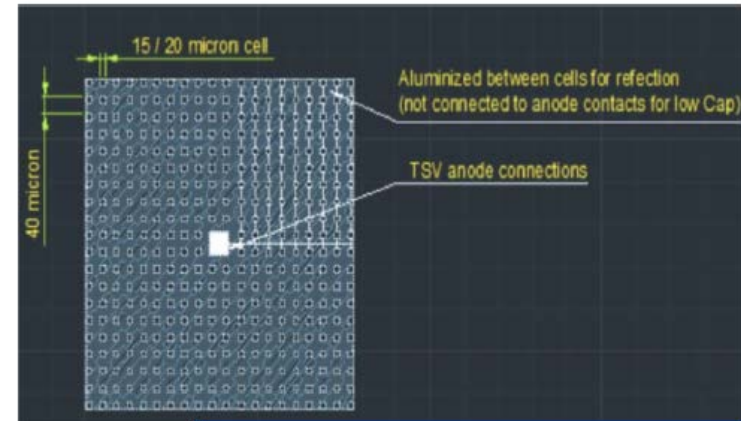 15 / 20 micron cell
Aluminized between cells for refection
(not connected to anode contacts for low Cap)
TSV anode connections
40 micron